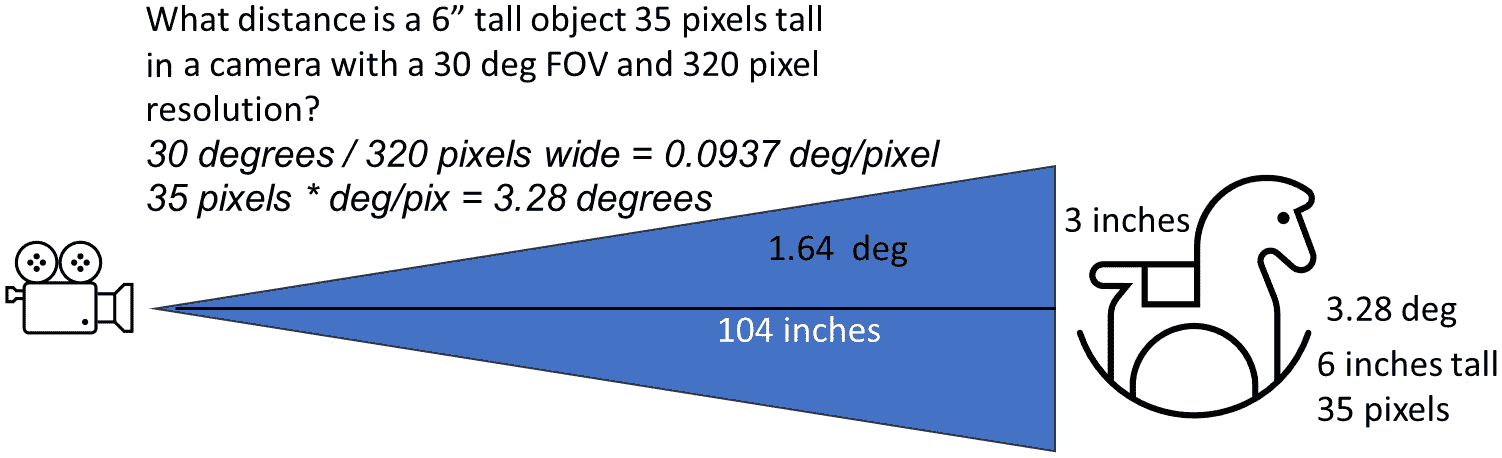 What distance is a 6” tall object 35 pixels tall
in a camera with a 30 deg FOV and 320 pixel
resolution?
30 degrees / 320 pixels wide = 0.0937 deg/pixel
35 pixels * deg/pix = 3.28 degrees
1.64  deg
3 inches
104 inches
3.28 deg
6 inches tall
35 pixels